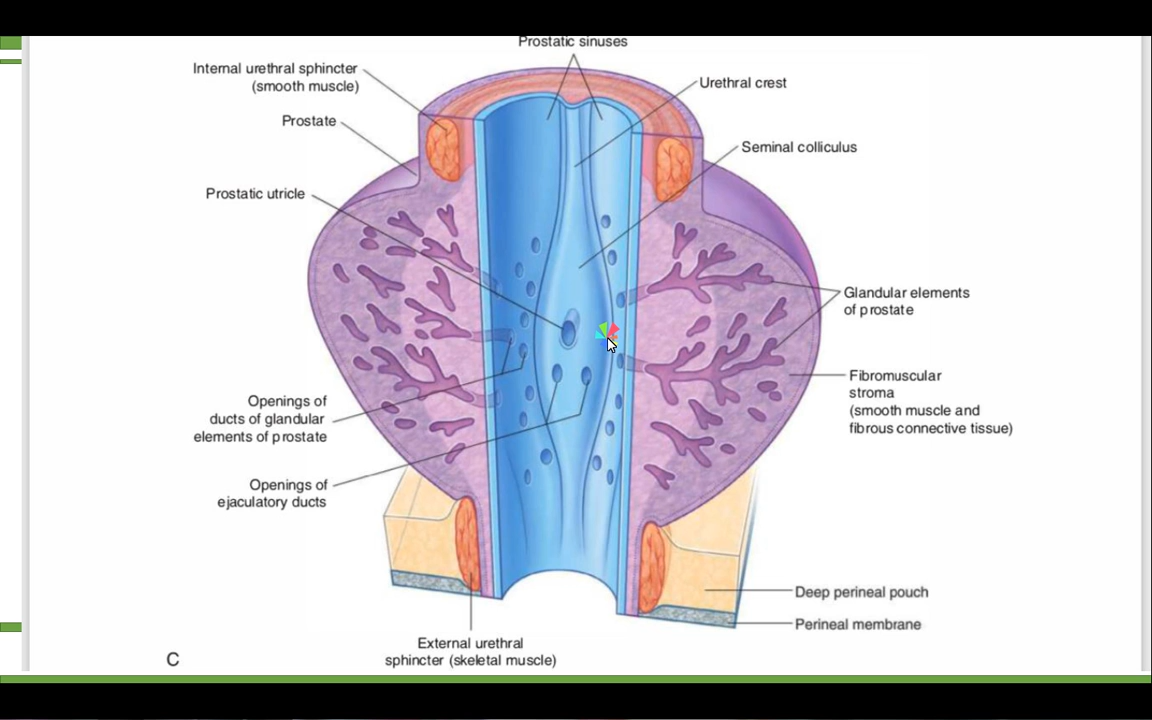 Prostatic sinuses
Internal urethral sphincter
(smooth muscle)
Urethral crest
Prostate
Seminal colliculus
Prostatic utricle
Glandular elements
of prostate
Fibromuscular
stroma
(smooth muscle and
fibrous connective tissue)
Openings of
ducts of glandular
elements of prostate
Openings of
ejaculatory ducts
Deep perineal pouch
Perineal membrane
External urethral
sphincter (skeletal muscle)
C